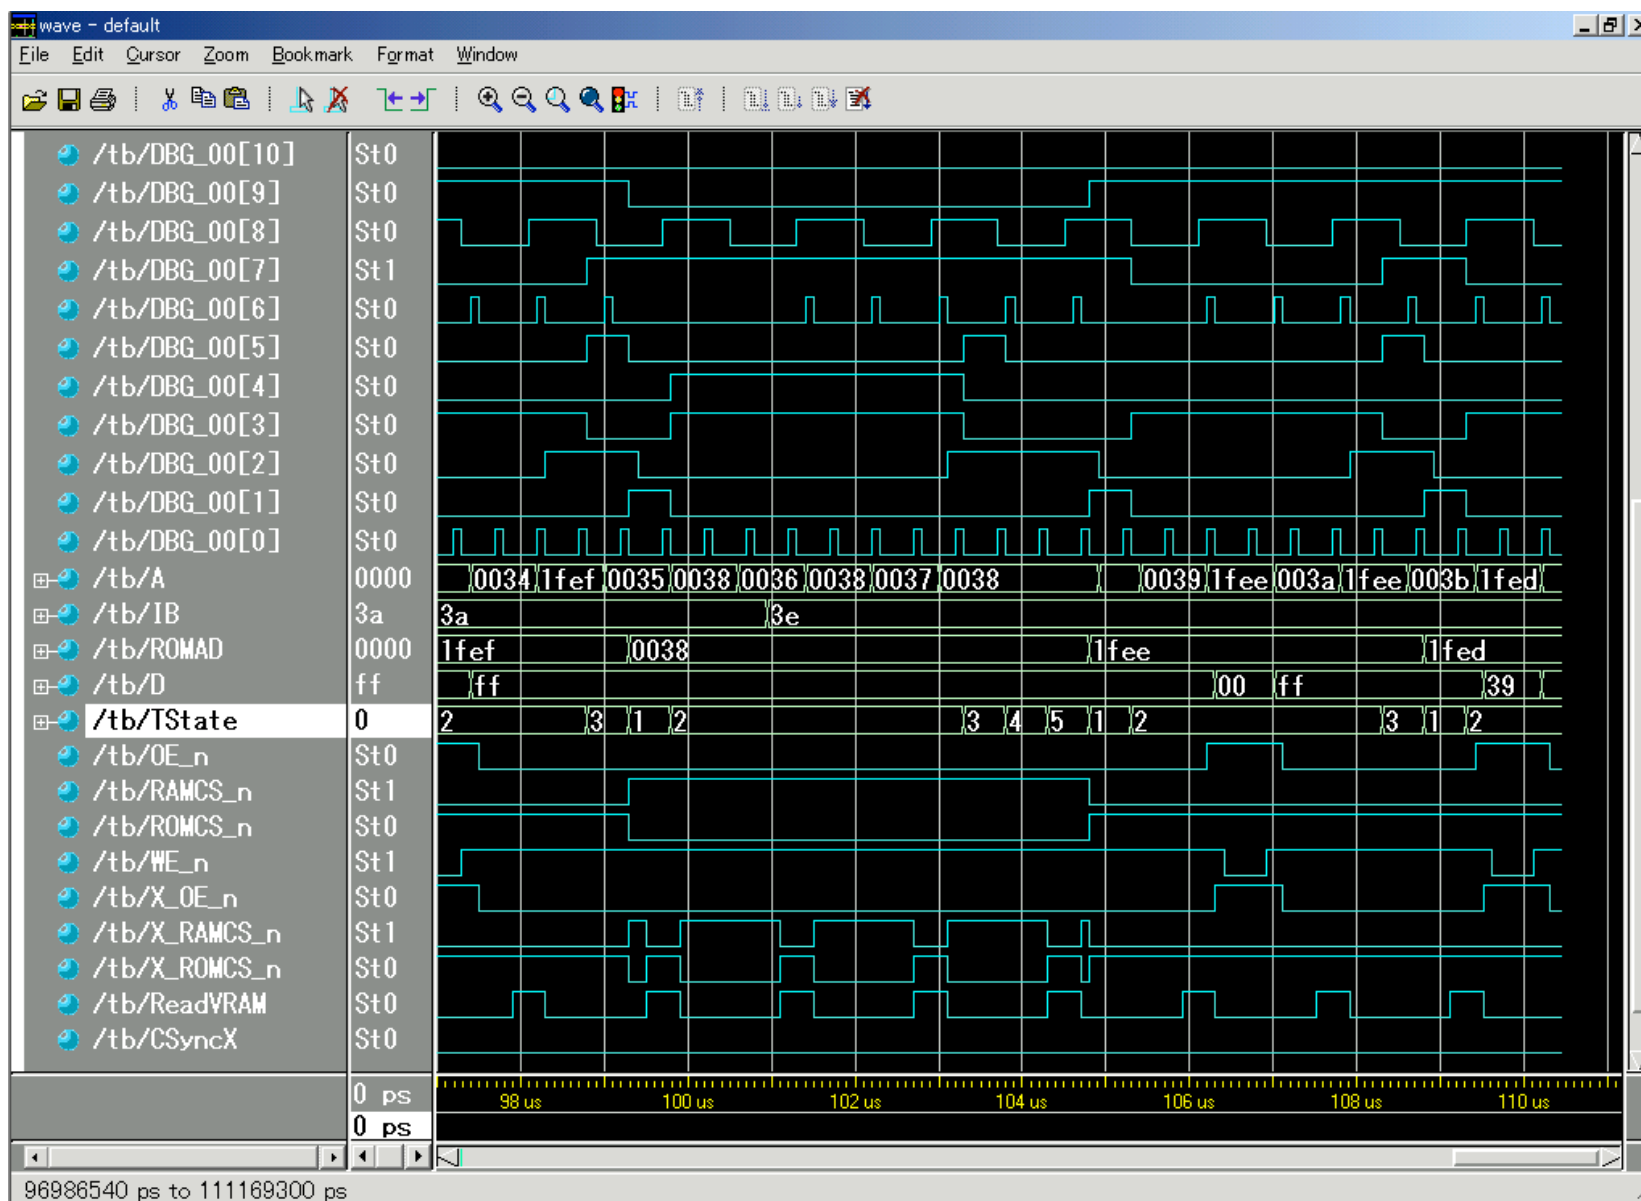 wave - default
File Edit Cursor Zoom Bookmark Format Window
/tb/DBG_00[10] St0
/tb/DBG_00[9] St0
/tb/DBG_00[8] St0
/tb/DBG_00[7] St1
/tb/DBG_00[6] St0
/tb/DBG_00[5] St0
/tb/DBG_00[4] St0
/tb/DBG_00[3] St0
/tb/DBG_00[2] St0
/tb/DBG_00[1] St0
/tb/DBG_00[0] St0
/tb/A 0000 0034 1fef 0035 0038 0036 0038 0037 0038 0039 1fee 003a 1fee 003b 1fed
/tb/IB 3a 3a 3e
/tb/ROMAD 0000 1fef 0038 1fee 1fed
/tb/D ff ff 00 ff 39
/tb/TState 0 2 3 1 2 3 4 5 1 2 3 1 2
/tb/OE_n St0
/tb/RAMCS_n St1
/tb/ROMCS_n St0
/tb/WE_n St1
/tb/X_OE_n St0
/tb/X_RAMCS_n St1
/tb/X_ROMCS_n St0
/tb/ReadVRAM St0
/tb/CSyncX St0
0 ps 98 us 100 us 102 us 104 us 106 us 108 us 110 us
0 ps
96986540 ps to 111169300 ps